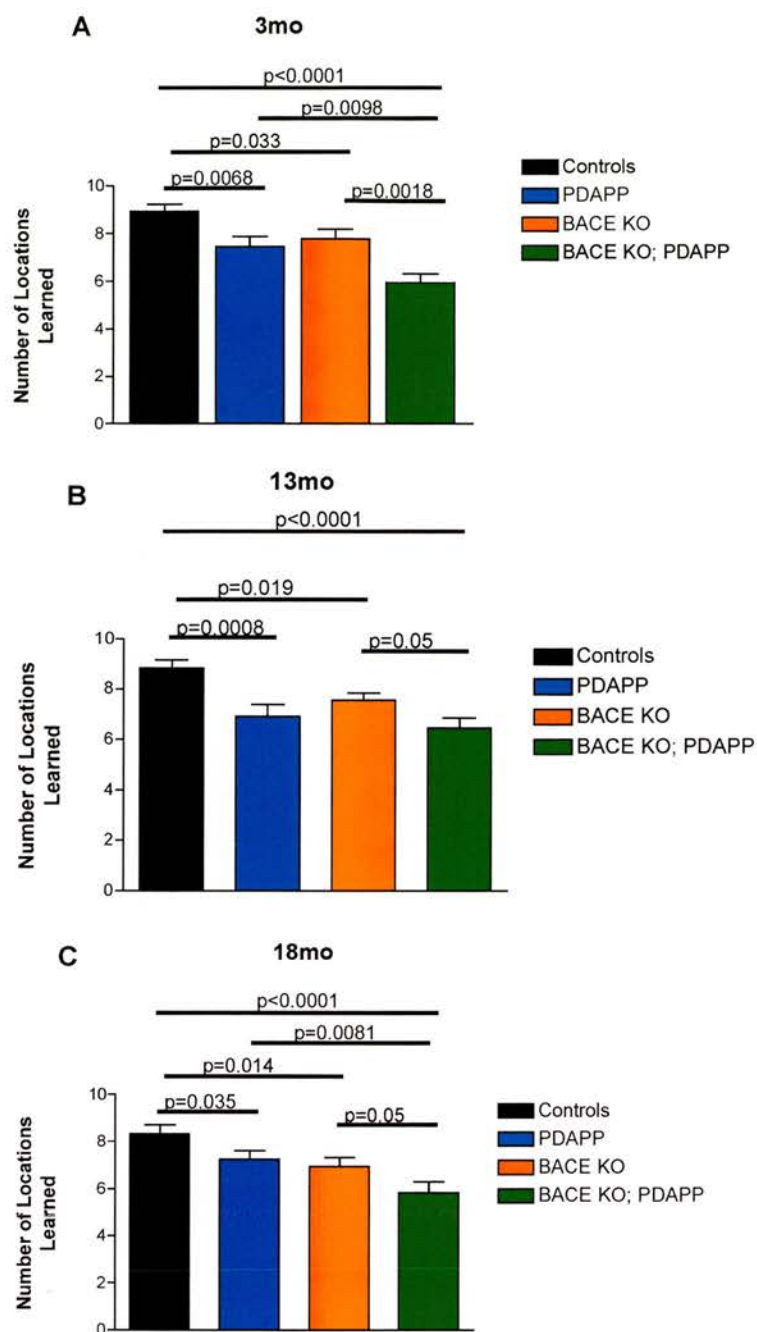 A
3mo
p<0.0001
p=0.0098
p=0.033
p=0.0068
p=0.0018
10
8
6
4
2
0
Number of Locations
Learned
Controls
PDAPP
BACE KO
BACE KO; PDAPP
B
13mo
p<0.0001
p=0.019
p=0.0008
p=0.05
10
8
6
4
2
0
Number of Locations
Learned
Controls
PDAPP
BACE KO
BACE KO; PDAPP
C
18mo
p<0.0001
p=0.0081
p=0.014
p=0.035
p=0.05
10
8
6
4
2
0
Number of Locations
Learned
Controls
PDAPP
BACE KO
BACE KO; PDAPP